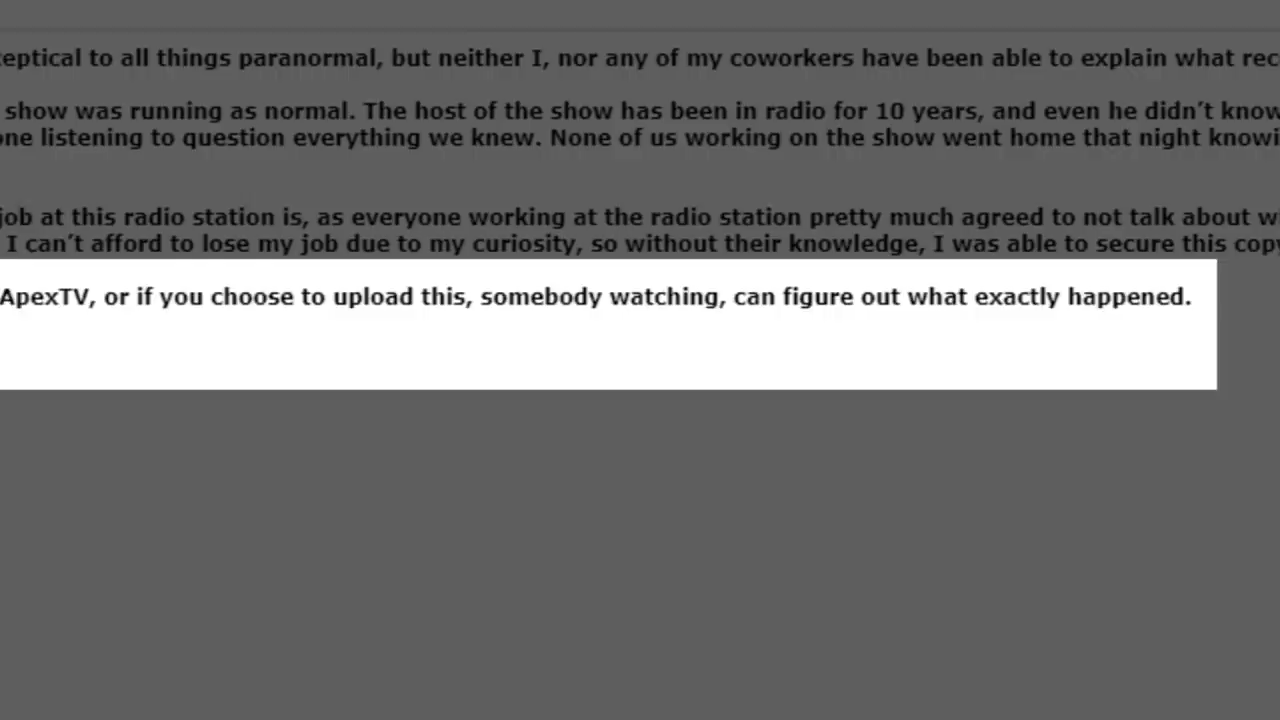 eptical to all things paranormal, but neither I, nor any of my coworkers have been able to explain what rec
show was running as normal. The host of the show has been in radio for 10 years, and even he didn’t know
ne listening to question everything we knew. None of us working on the show went home that night knowi
job at this radio station is, as everyone working at the radio station pretty much agreed to not talk about w
I can’t afford to lose my job due to my curiosity, so without their knowledge, I was able to secure this copy
ApexTV, or if you choose to upload this, somebody watching, can figure out what exactly happened.